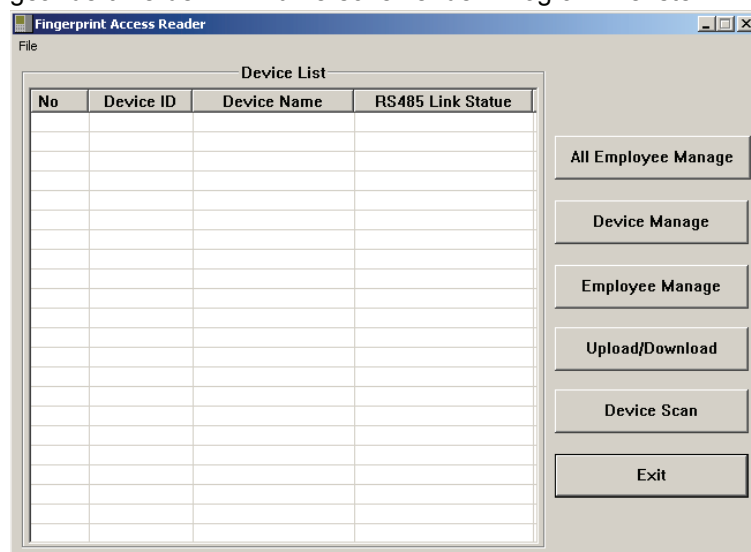 Fingerprint Access Reader
File
Device List
No Device ID Device Name RS485 Link Statue
All Employee Manage
Device Manage
Employee Manage
Upload/Download
Device Scan
Exit